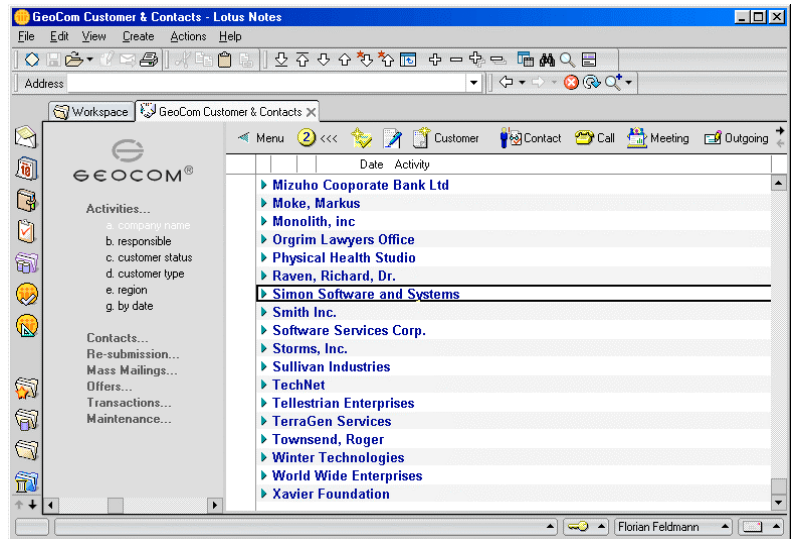 GeoCom Customer & Contacts - Lotus Notes
File Edit View Create Actions Help
Address
Workspace GeoCom Customer & Contacts
Menu 2 <<< Customer Contact Call Meeting Outgoing
GEOCOM®
Date Activity
Activities...
a. company name
b. responsible
c. customer status
d. customer type
e. region
g. by date
Contacts...
Re-submission...
Mass Mailings...
Offers...
Transactions...
Maintenance...
Mizuho Cooporate Bank Ltd
Moke, Markus
Monolith, inc
Orgrim Lawyers Office
Physical Health Studio
Raven, Richard, Dr.
Simon Software and Systems
Smith Inc.
Software Services Corp.
Storms, Inc.
Sullivan Industries
TechNet
Tellestrian Enterprises
TerraGen Services
Townsend, Roger
Winter Technologies
World Wide Enterprises
Xavier Foundation
Florian Feldmann